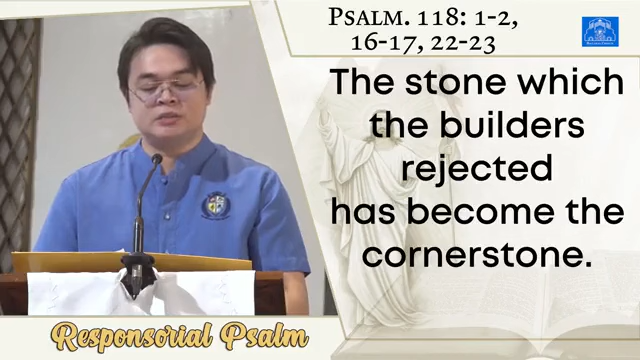 PSALM. 118: 1-2,
16-17, 22-23
The stone which
the builders
rejected
has become the
cornerstone.
Responsorial Psalm